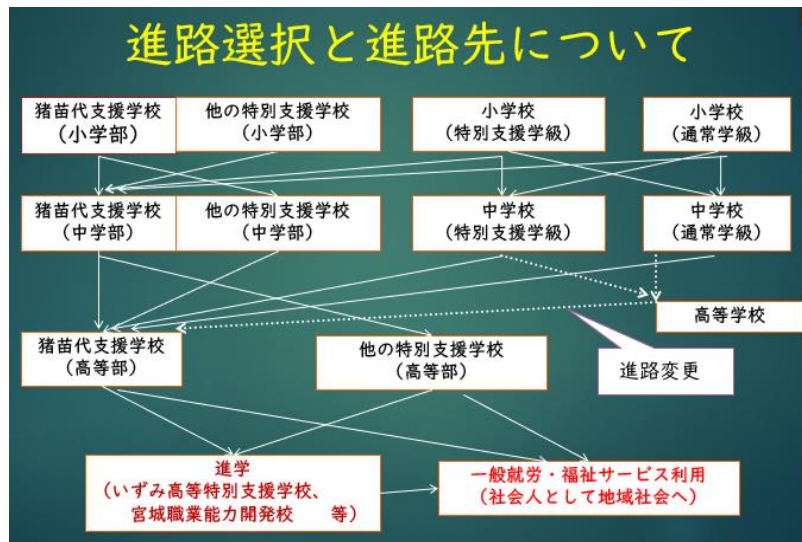 進路選択と進路先について
猪苗代支援学校
（小学部）
他の特別支援学校
（小学部）
小学校
（特別支援学級）
小学校
（通常学級）
猪苗代支援学校
（中学部）
他の特別支援学校
（中学部）
中学校
（特別支援学級）
中学校
（通常学級）
高等学校
猪苗代支援学校
（高等部）
他の特別支援学校
（高等部）
進路変更
進学
（いずみ高等特別支援学校、
宮城職業能力開発校　　等）
一般就労・福祉サービス利用
（社会人として地域社会へ）